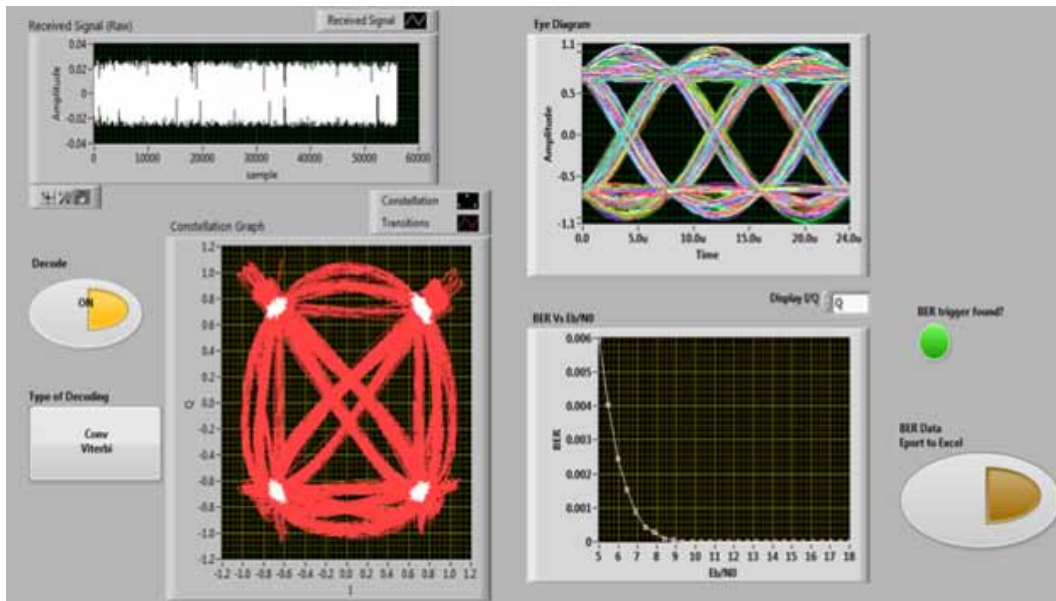 Received Signal (Raw)
Received Signal
0.04
0.02
0
-0.02
-0.04
Amplitude
0 10000 20000 30000 40000 50000 60000
sample
Constellation
Transitions
Constellation Graph
1.2
1.0
0.8
0.6
0.4
0.2
0.0
-0.2
-0.4
-0.6
-0.8
-1.0
-1.2
Q
-1.2 -1.0 -0.8 -0.6 -0.4 -0.2 0.0 0.2 0.4 0.6 0.8 1.0 1.2
I
Decode
ON
Type of Decoding
Conv
Viterbi
Eye Diagram
1.1
0.5
0.0
-0.5
-1.1
Amplitude
0.0 5.0u 10.0u 15.0u 20.0u 24.0u
Time
Display I/Q Q
BER Vs Eb/N0
0.006
0.005
0.004
0.003
0.002
0.001
0
BER
5 6 7 8 9 10 11 12 13 14 15 16 17 18
Eb/N0
BER trigger found?
BER Data
Eport to Excel